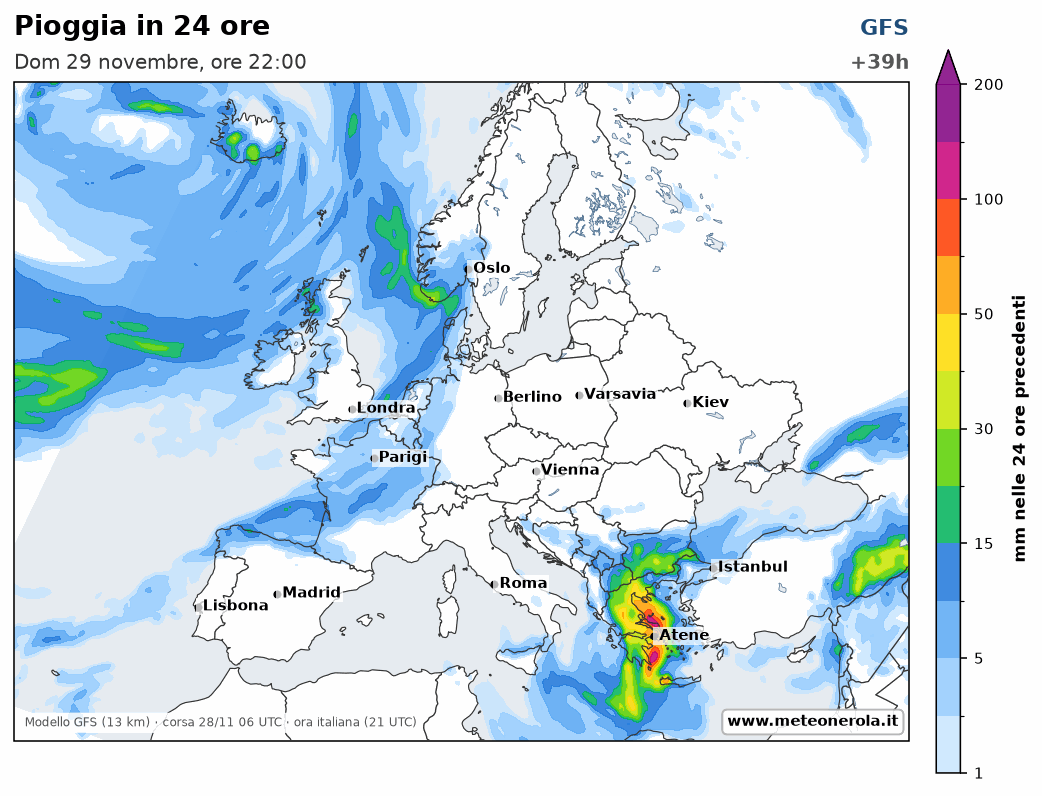 Pioggia in 24 ore
GFS
Dom 29 novembre, ore 22:00
+39h
200
100
50
30
15
5
1
mm nelle 24 ore precedenti
Oslo
Berlino
Varsavia
Kiev
Londra
Parigi
Vienna
Istanbul
Roma
Madrid
Lisbona
Atene
Modello GFS (13 km) · corsa 28/11 06 UTC · ora italiana (21 UTC)
www.meteonerola.it